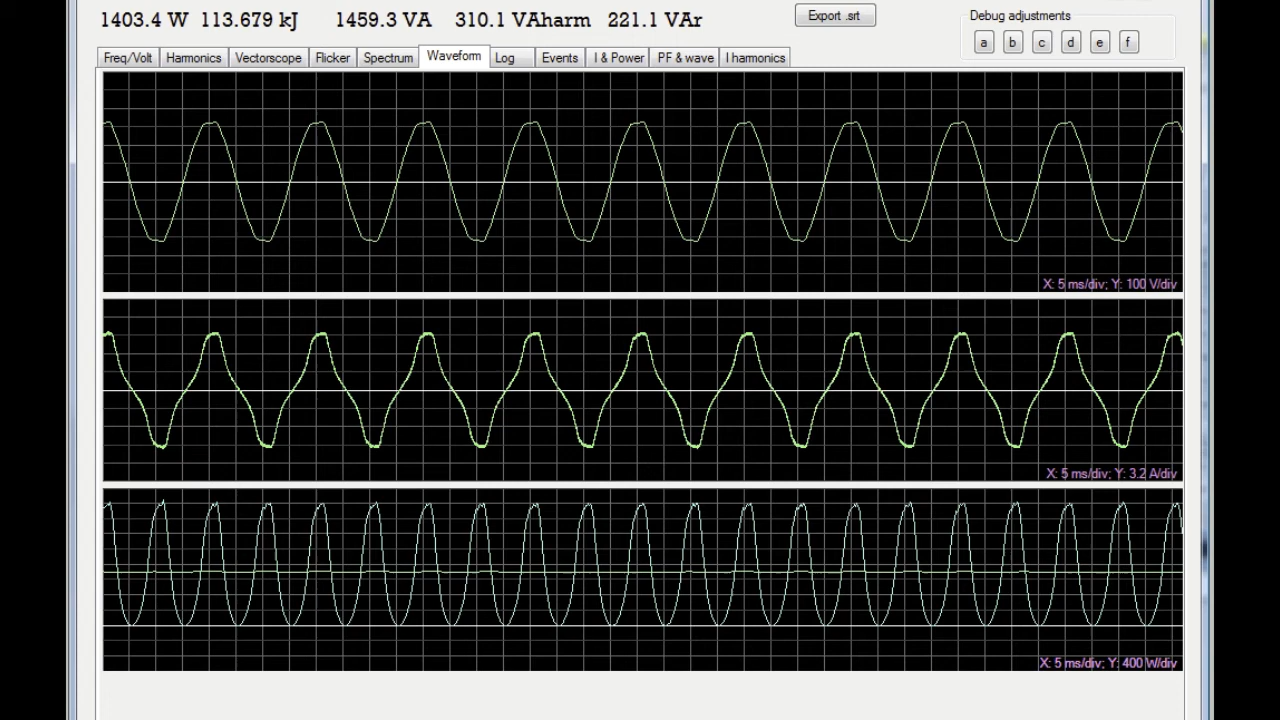 1403.4 W 113.679 kJ 1459.3 VA 310.1 VAharm 221.1 VAr
Export .srt
Debug adjustments
a b c d e f
Freq/Volt Harmonics Vectorscope Flicker Spectrum Waveform Log Events I & Power PF & wave I harmonics
X: 5 ms/div; Y: 100 V/div
X: 5 ms/div; Y: 3.2 A/div
X: 5 ms/div; Y: 400 W/div